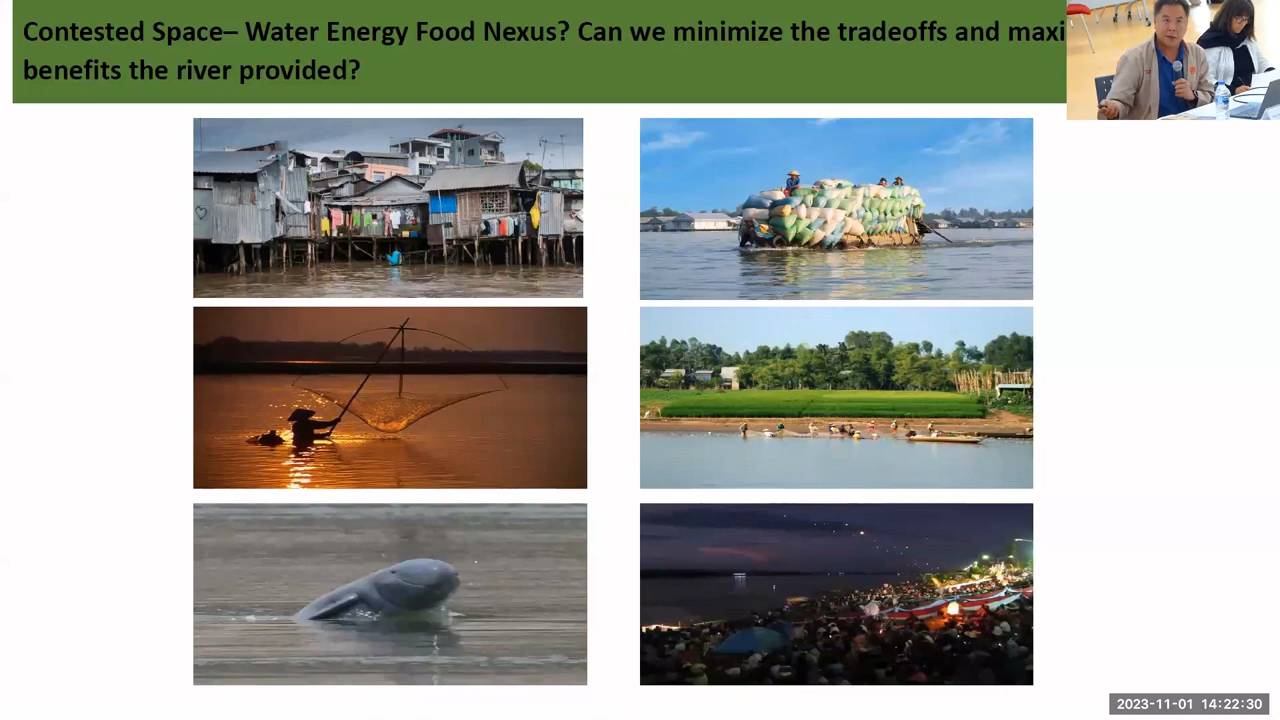 Contested Space– Water Energy Food Nexus? Can we minimize the tradeoffs and maxi
benefits the river provided?
2023-11-01 14:22:30